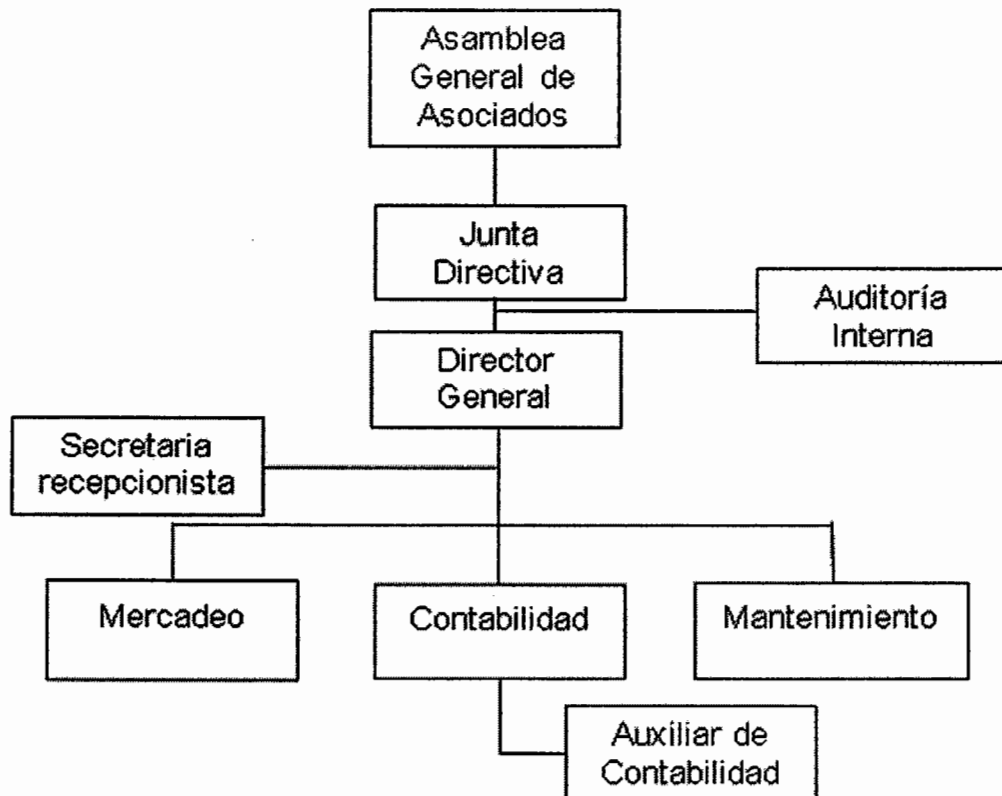 Asamblea
General de
Asociados
Junta
Directiva
Auditoría
Interna
Director
General
Secretaria
recepcionista
Mercadeo
Contabilidad
Mantenimiento
Auxiliar de
Contabilidad